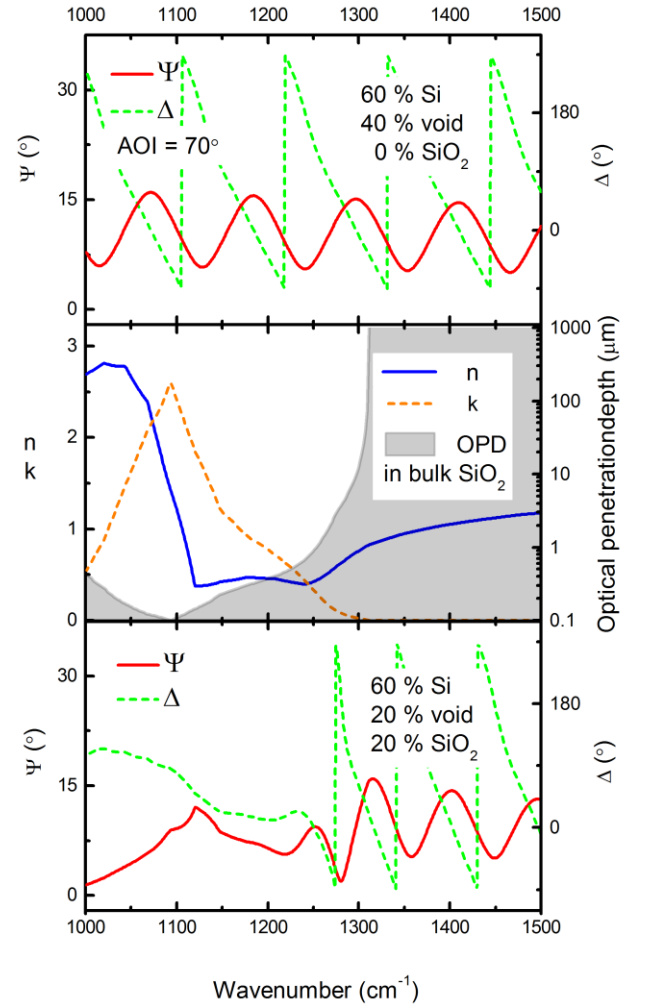 1000 1100 1200 1300 1400 1500
30
15
0
Ψ (°)
Ψ
Δ
AOI = 70°
60 % Si
40 % void
0 % SiO₂
180
0
Δ (°)
3
2
1
0
n
k
n
k
OPD
in bulk SiO₂
1000
100
10
1
0.1
Optical penetrationdepth (μm)
30
15
0
Ψ (°)
Ψ
Δ
60 % Si
20 % void
20 % SiO₂
180
0
Δ (°)
1000 1100 1200 1300 1400 1500
Wavenumber (cm⁻¹)